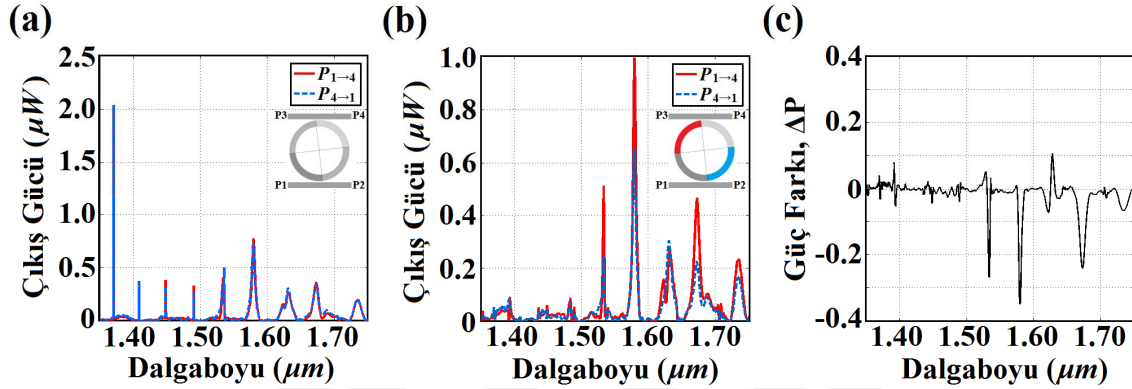 (a)
Çıkış Gücü (μW)
2.5
2.0
1.5
1.0
0.5
0
P1→4
P4→1
P3 P4
P1 P2
1.40 1.50 1.60 1.70
Dalgaboyu (μm)
(b)
Çıkış Gücü (μW)
1.0
0.8
0.6
0.4
0.2
0
P1→4
P4→1
P3 P4
P1 P2
1.40 1.50 1.60 1.70
Dalgaboyu (μm)
(c)
Güç Farkı, ΔP
0.4
0.2
0
-0.2
-0.4
1.40 1.50 1.60 1.70
Dalgaboyu (μm)